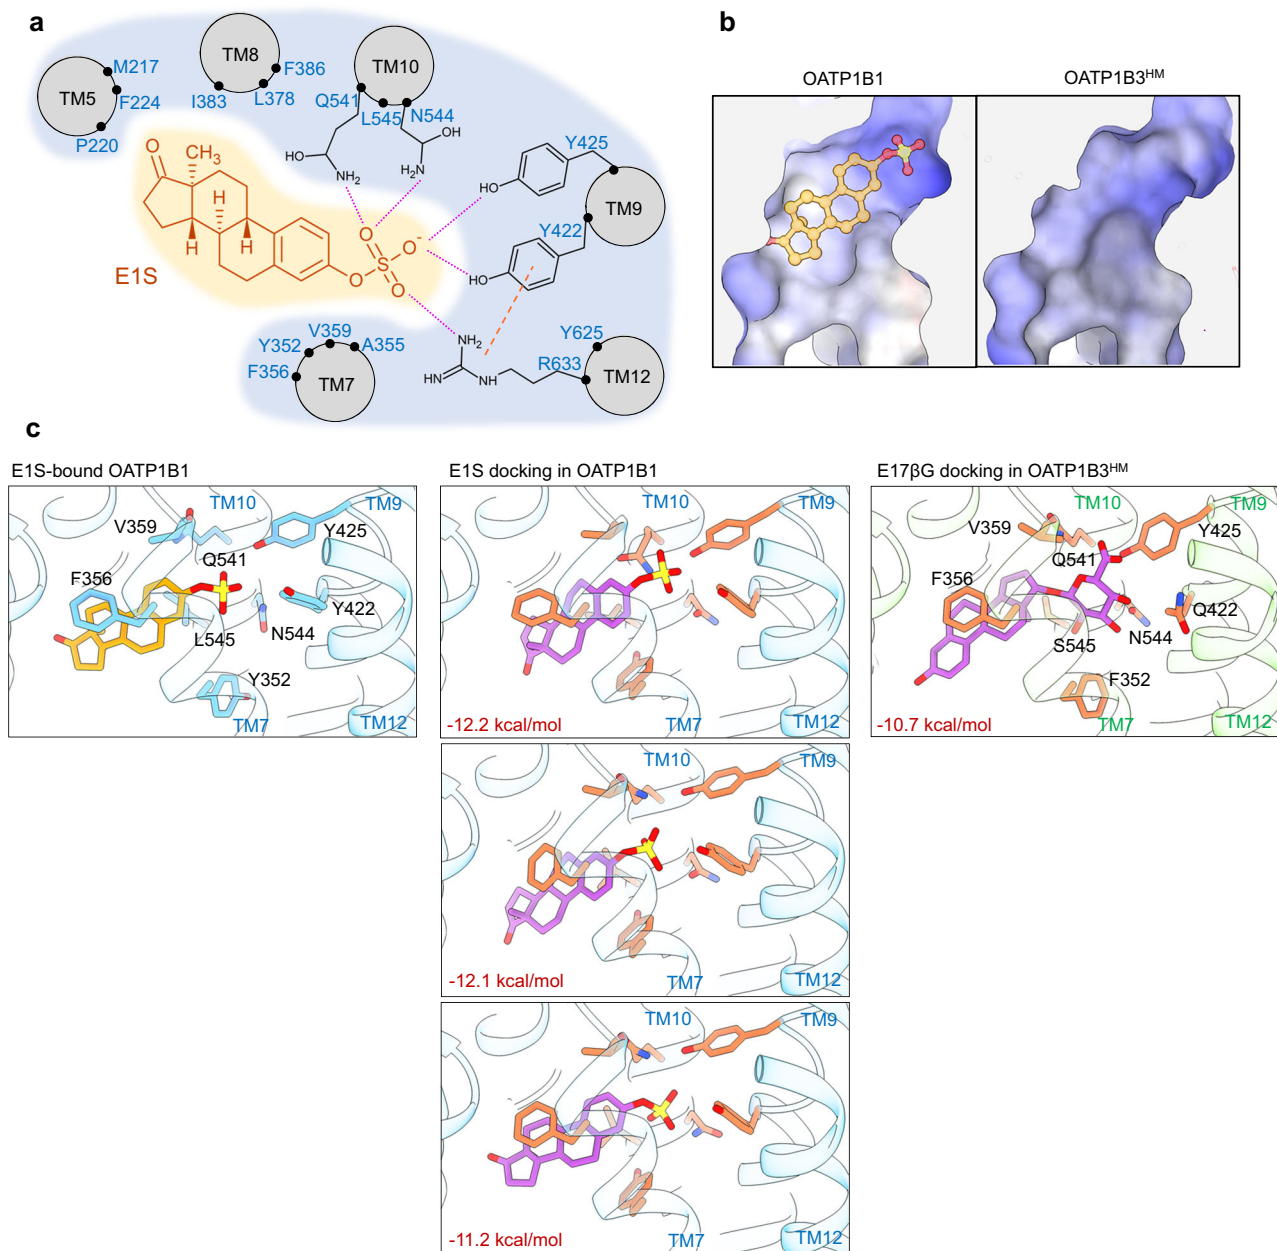 a
TM5
M217
F224
P220
TM8
F386
L378
I383
TM10
Q541
L545
N544
HO
NH2
OH
H2N
Y425
HO
TM9
Y422
HO
O
CH3
H
H
H
E1S
O
S
O
O-
O
Y352
V359
A355
F356
TM7
NH2
HN
NH
Y625
R633
TM12
b
OATP1B1
OATP1B3HM
c
E1S-bound OATP1B1
TM10
TM9
V359
Y425
Q541
F356
Y422
L545
N544
Y352
TM7
TM12
E1S docking in OATP1B1
TM10
TM9
-12.2 kcal/mol
TM7
TM12
TM10
TM9
-12.1 kcal/mol
TM7
TM12
TM10
TM9
-11.2 kcal/mol
TM7
TM12
E17βG docking in OATP1B3HM
TM10
TM9
V359
Y425
Q541
F356
Q422
N544
S545
F352
-10.7 kcal/mol
TM7
TM12